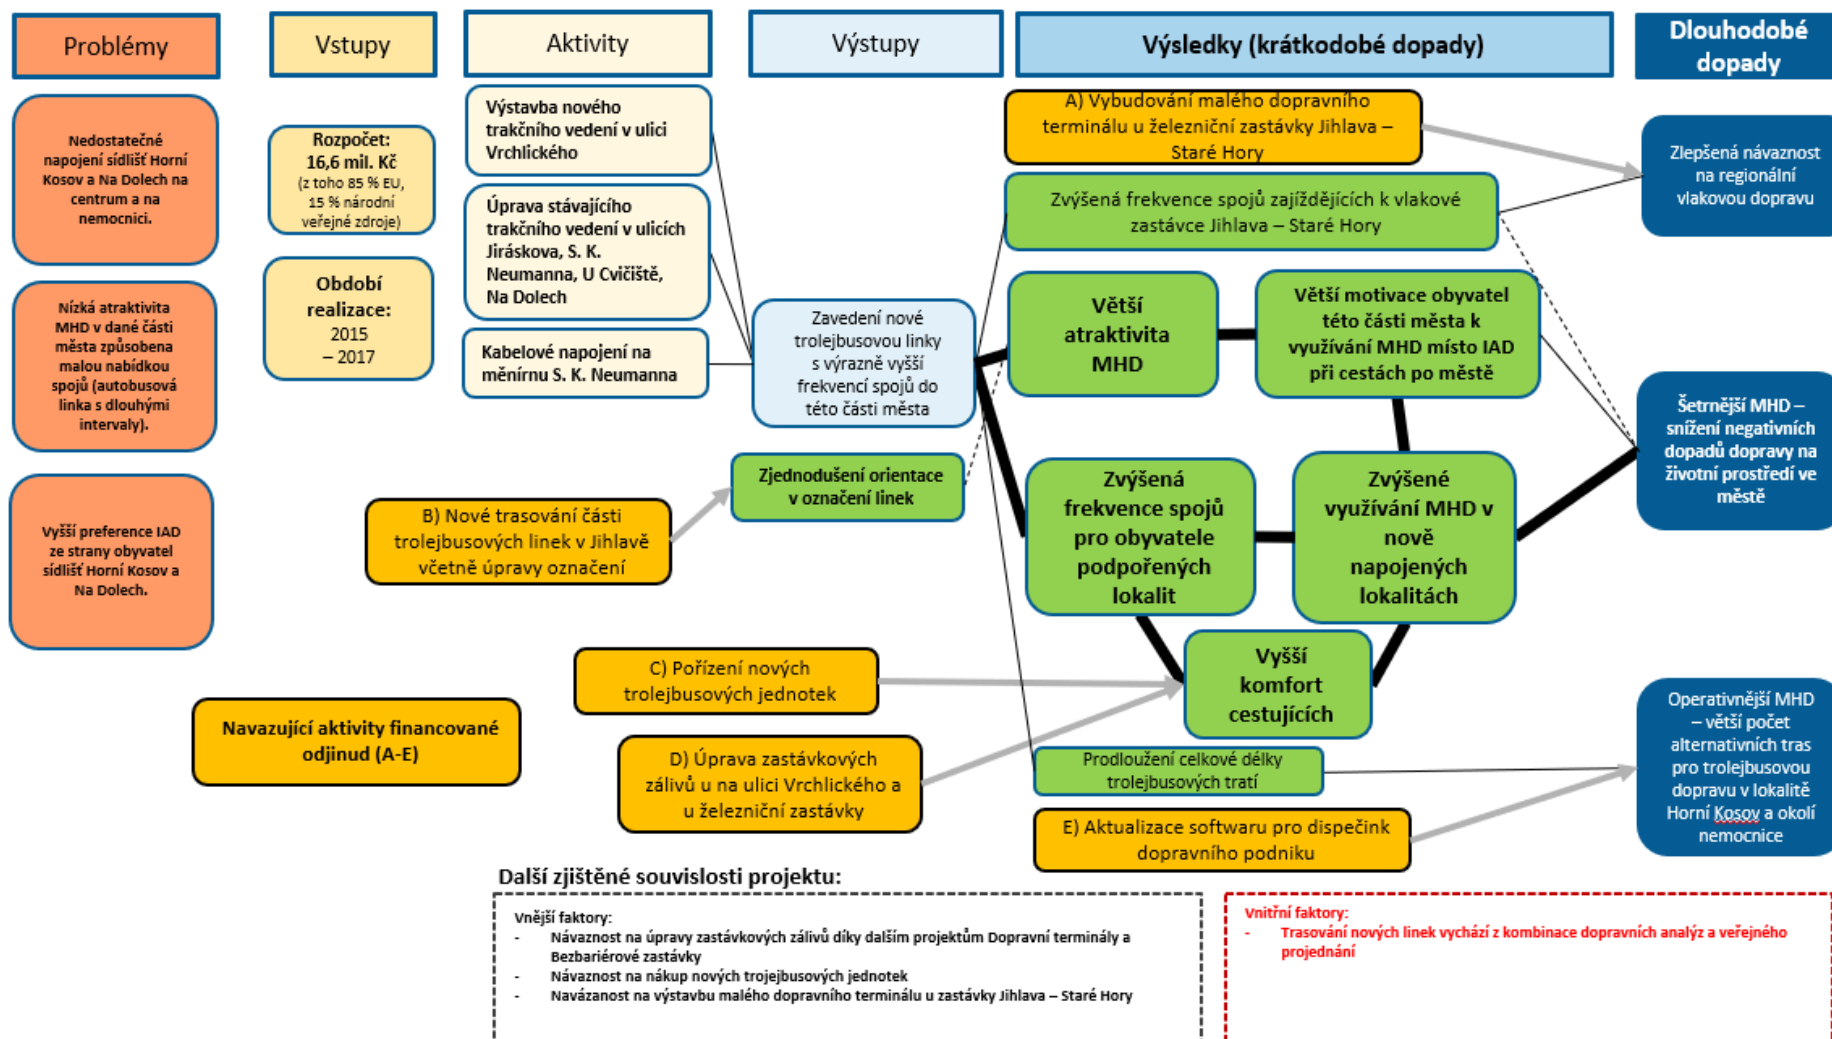 Problémy
Vstupy
Aktivity
Výstupy
Výsledky (krátkodobé dopady)
Dlouhodobé
dopady
Nedostatečné
napojení sídlišť Horní
Kosov a Na Dolech na
centrum a na
nemocnici.
Nízká atraktivita
MHD v dané části
města způsobena
malou nabídkou
spojů (autobusová
linka s dlouhými
intervaly).
Vyšší preference IAD
ze strany obyvatel
sídlišť Horní Kosov a
Na Dolech.
Rozpočet:
16,6 mil. Kč
(z toho 85 % EU,
15 % národní
veřejné zdroje)
Období
realizace:
2015
– 2017
Výstavba nového
trakčního vedení v ulici
Vrchlického
Úprava stávajícího
trakčního vedení v ulicích
Jiráskova, S. K.
Neumanna, U Cvičiště,
Na Dolech
Kabelové napojení na
měnírnu S. K. Neumanna
Zavedení nové
trolejbusovou linky
s výrazně vyšší
frekvencí spojů do
této části města
Zjednodušení orientace
v označení linek
B) Nové trasování části
trolejbusových linek v Jihlavě
včetně úpravy označení
C) Pořízení nových
trolejbusových jednotek
D) Úprava zastávkových
zálivů u na ulici Vrchlického a
u železniční zastávky
Navazující aktivity financované
odjinud (A-E)
A) Vybudování malého dopravního
terminálu u železniční zastávky Jihlava –
Staré Hory
Zvýšená frekvence spojů zajíždějících k vlakové
zastávce Jihlava – Staré Hory
Větší
atraktivita
MHD
Větší motivace obyvatel
této části města k
využívání MHD místo IAD
při cestách po městě
Zvýšená
frekvence spojů
pro obyvatele
podpořených
lokalit
Zvýšené
využívání MHD v
nově
napojených
lokalitách
Vyšší
komfort
cestujících
Prodloužení celkové délky
trolejbusových tratí
E) Aktualizace softwaru pro dispečink
dopravního podniku
Zlepšená návaznost
na regionální
vlakovou dopravu
Šetrnější MHD –
snížení negativních
dopadů dopravy na
životní prostředí ve
městě
Operativnější MHD
– větší počet
alternativních tras
pro trolejbusovou
dopravu v lokalitě
Horní Kosov a okolí
nemocnice
Další zjištěné souvislosti projektu:
Vnější faktory:
- Návaznost na úpravy zastávkových zálivů díky dalším projektům Dopravní terminály a
Bezbariérové zastávky
- Návaznost na nákup nových trojejbusových jednotek
- Navázanost na výstavbu malého dopravního terminálu u zastávky Jihlava – Staré Hory
Vnitřní faktory:
- Trasování nových linek vychází z kombinace dopravních analýz a veřejného
projednání